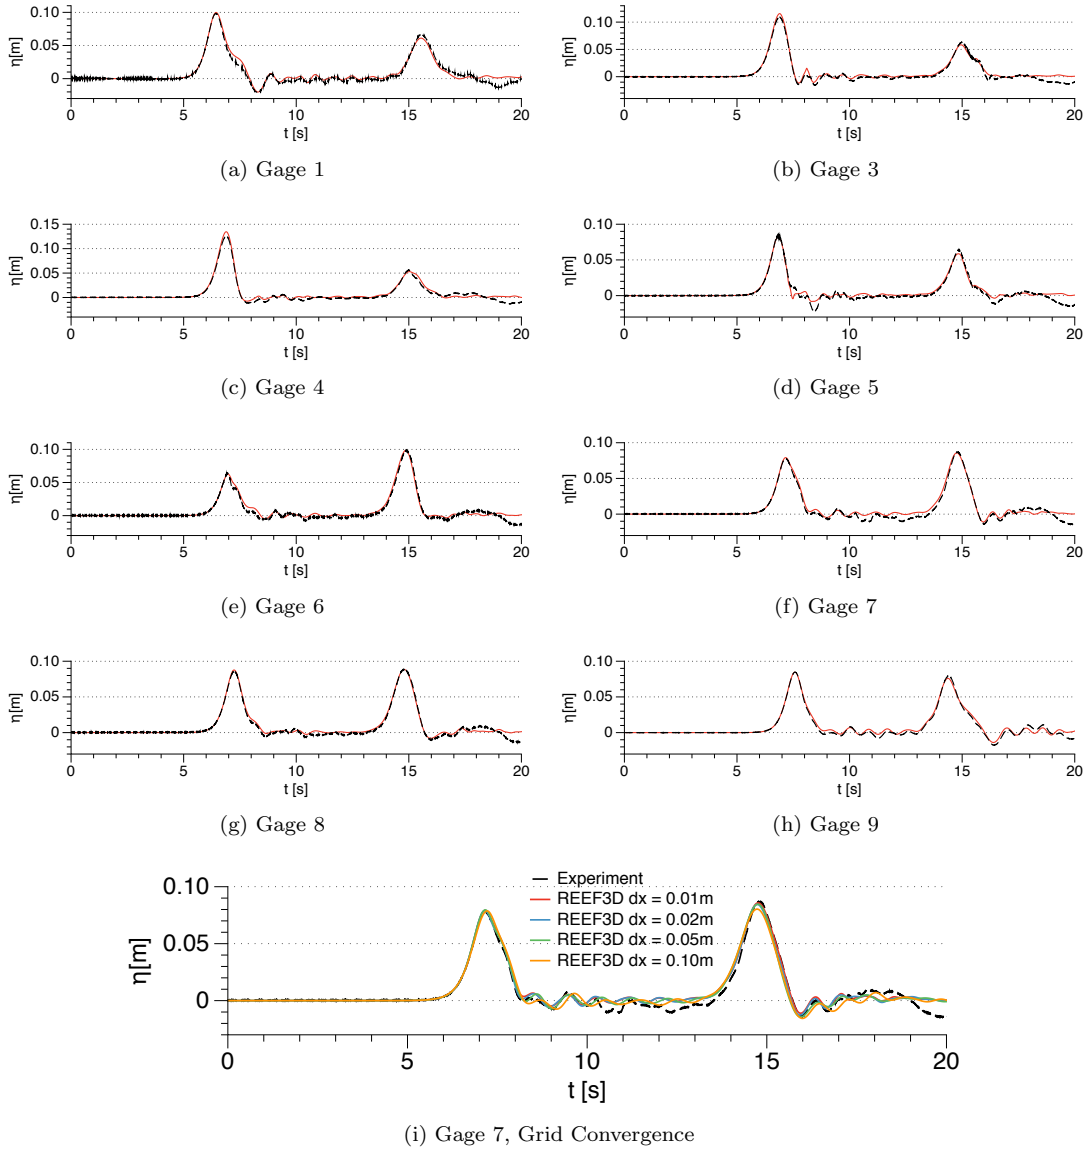 0.10
0.05
0
η[m]
0 5 10 15 20
t [s]
(a) Gage 1
0.10
0.05
0
η[m]
0 5 10 15 20
t [s]
(b) Gage 3
0.15
0.10
0.05
0
η[m]
0 5 10 15 20
t [s]
(c) Gage 4
0.10
0.05
0
η[m]
0 5 10 15 20
t [s]
(d) Gage 5
0.10
0.05
0
η[m]
0 5 10 15 20
t [s]
(e) Gage 6
0.10
0.05
0
η[m]
0 5 10 15 20
t [s]
(f) Gage 7
0.10
0.05
0
η[m]
0 5 10 15 20
t [s]
(g) Gage 8
0.10
0.05
0
η[m]
0 5 10 15 20
t [s]
(h) Gage 9
Experiment
REEF3D dx = 0.01m
REEF3D dx = 0.02m
REEF3D dx = 0.05m
REEF3D dx = 0.10m
0.10
0.05
0
η[m]
0 5 10 15 20
t [s]
(i) Gage 7, Grid Convergence